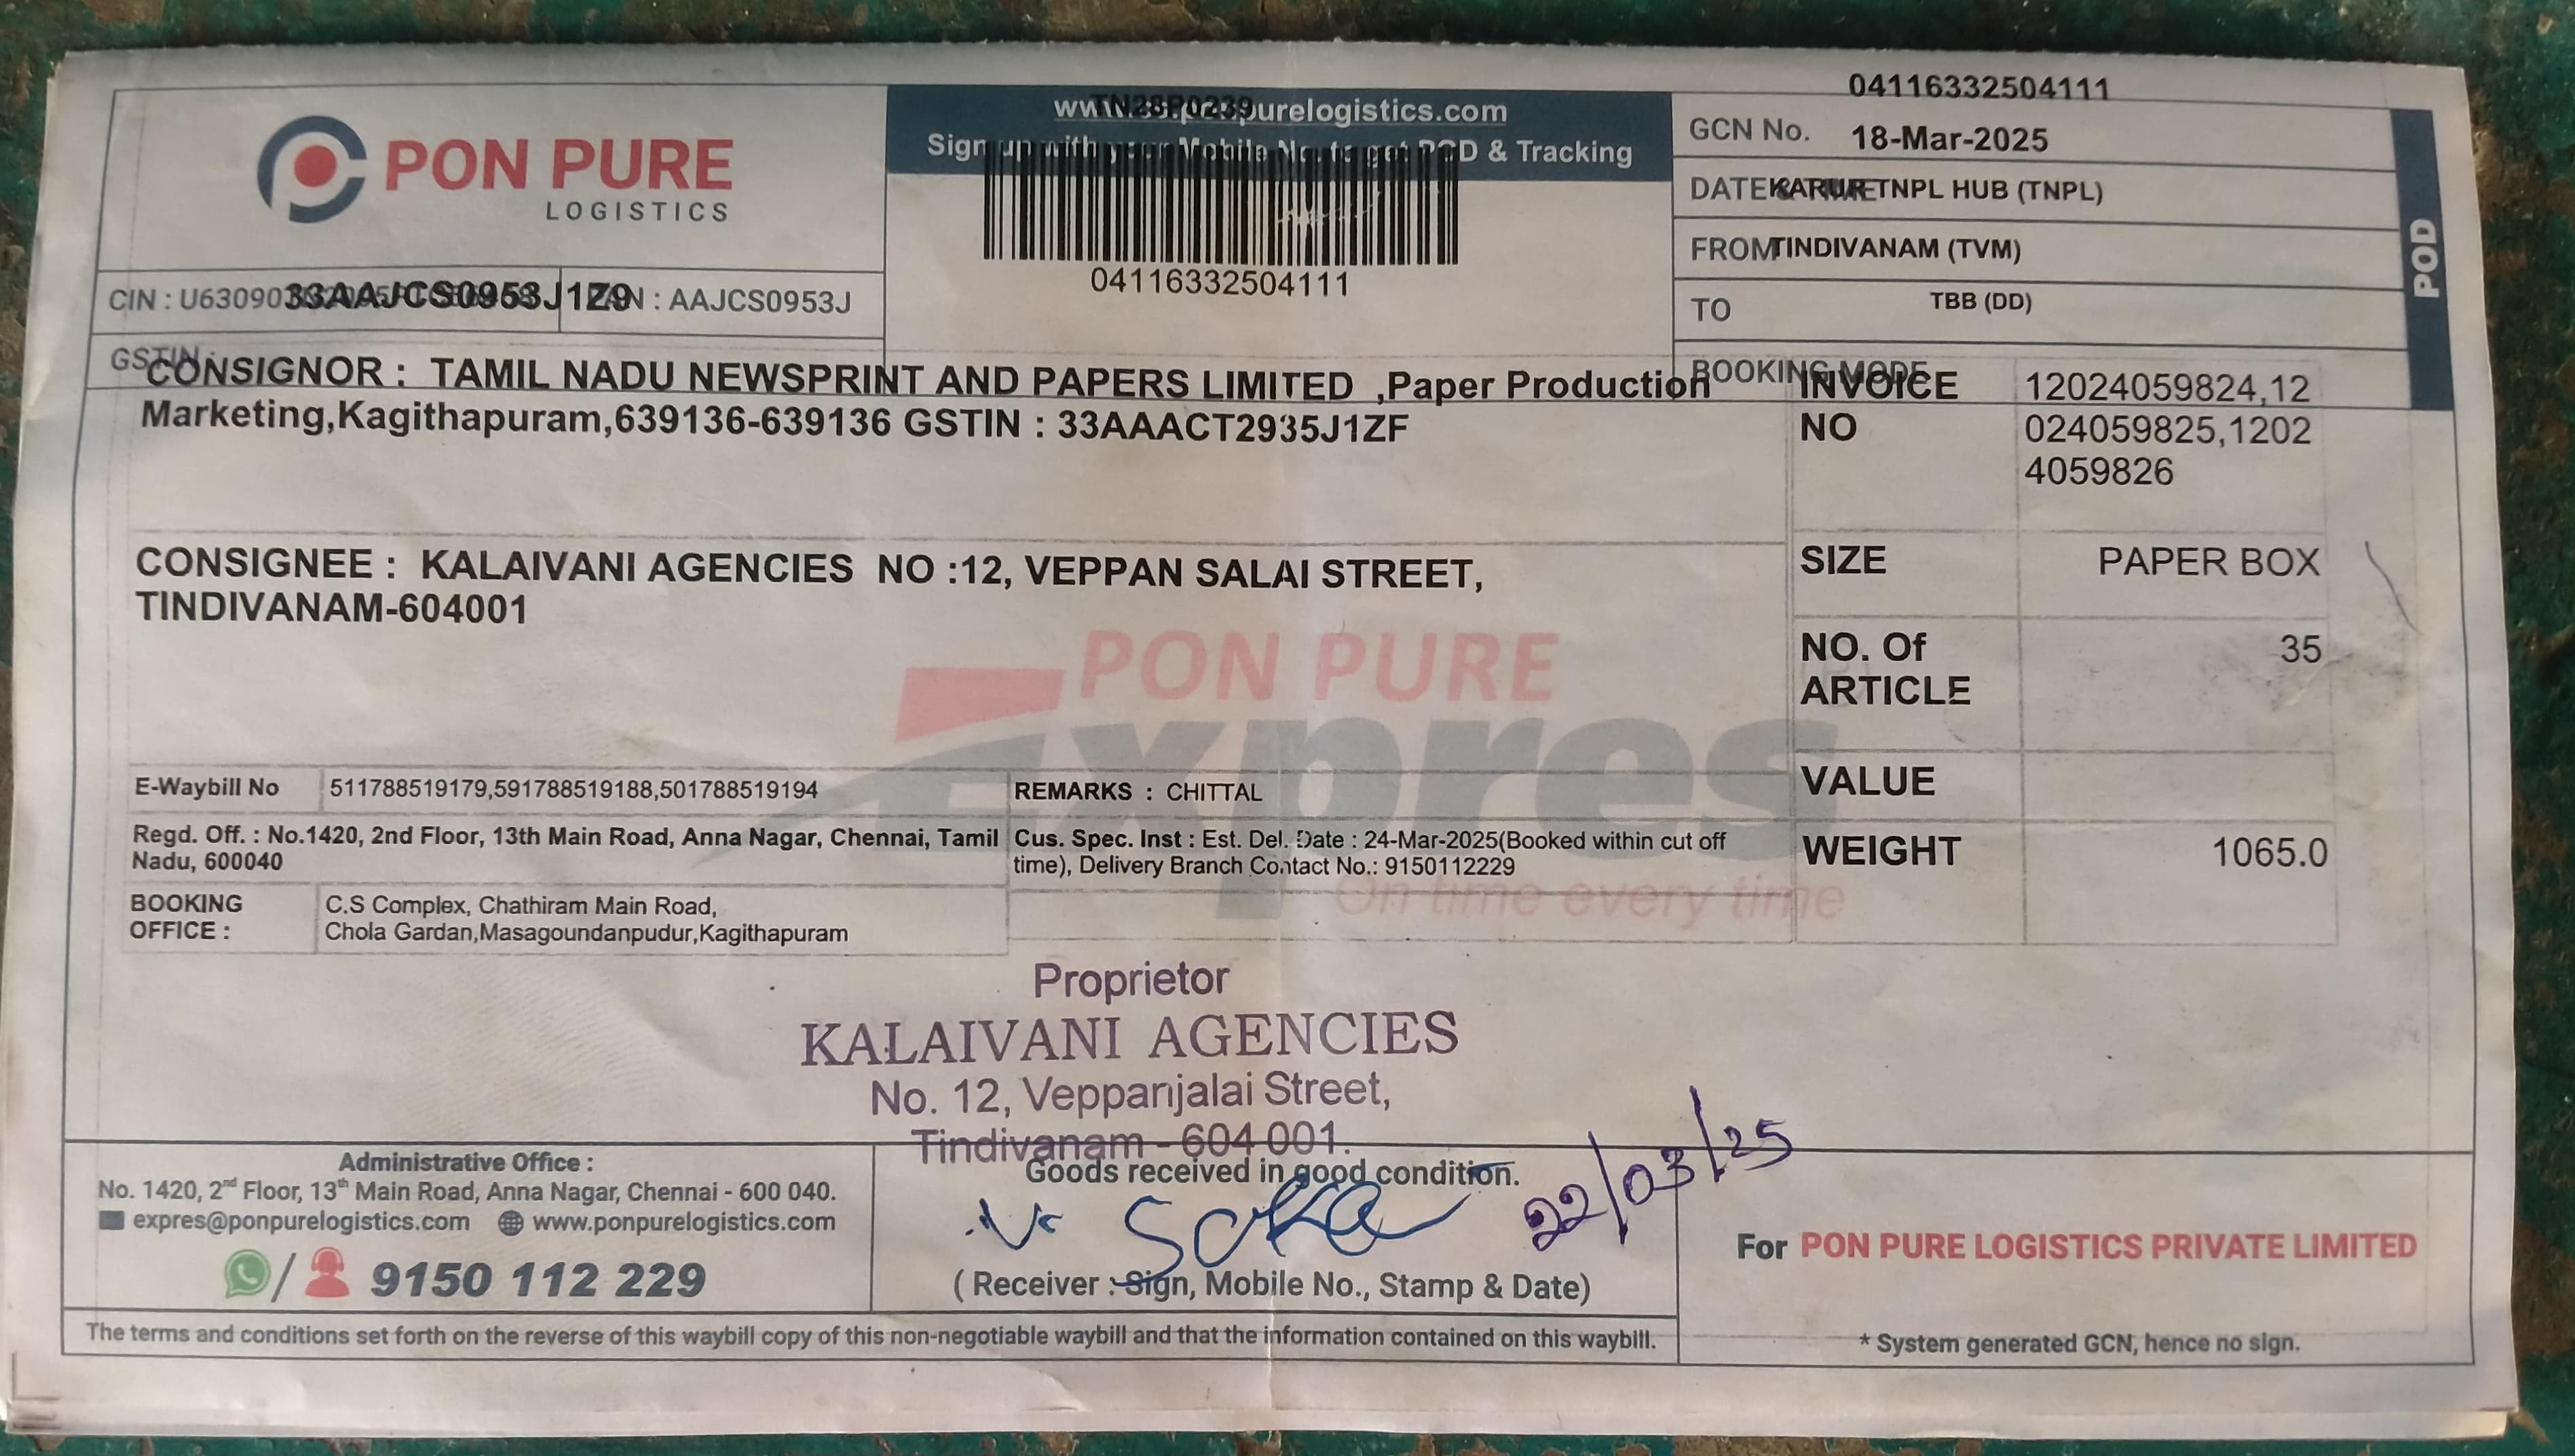 PON PURE
LOGISTICS
www.ponpurelogistics.com
TN28P0239
Sign up with your Mobile No. to get POD & Tracking
04116332504111
04116332504111
GCN No. 18-Mar-2025
DATE & TIME KARUR TNPL HUB (TNPL)
FROM TINDIVANAM (TVM)
TO TBB (DD)
BOOKING MODE
POD
CIN : PAN : AAJCS0953J
33AAJCS0953J1Z9
GSTIN :
CONSIGNOR : TAMIL NADU NEWSPRINT AND PAPERS LIMITED ,Paper Production
Marketing,Kagithapuram,639136-639136 GSTIN : 33AAACT2935J1ZF
INVOICE 12024059824,12
NO 024059825,1202
4059826
CONSIGNEE : KALAIVANI AGENCIES NO :12, VEPPAN SALAI STREET,
TINDIVANAM-604001
SIZE PAPER BOX
NO. Of 35
ARTICLE
VALUE
WEIGHT 1065.0
PON PURE
Expres
On time every time
E-Waybill No 511788519179,591788519188,501788519194
REMARKS : CHITTAL
Regd. Off. : No.1420, 2nd Floor, 13th Main Road, Anna Nagar, Chennai, Tamil
Nadu, 600040
Cus. Spec. Inst : Est. Del. Date : 24-Mar-2025(Booked within cut off
time), Delivery Branch Contact No.: 9150112229
BOOKING C.S Complex, Chathiram Main Road,
OFFICE : Chola Gardan,Masagoundanpudur,Kagithapuram
Proprietor
KALAIVANI AGENCIES
No. 12, Veppanjalai Street,
Tindivanam - 604 001.
Administrative Office :
No. 1420, 2nd Floor, 13th Main Road, Anna Nagar, Chennai - 600 040.
expres@ponpurelogistics.com www.ponpurelogistics.com
/ 9150 112 229
Goods received in good condition.
22/03/25
( Receiver : Sign, Mobile No., Stamp & Date)
For PON PURE LOGISTICS PRIVATE LIMITED
* System generated GCN, hence no sign.
The terms and conditions set forth on the reverse of this waybill copy of this non-negotiable waybill and that the information contained on this waybill.